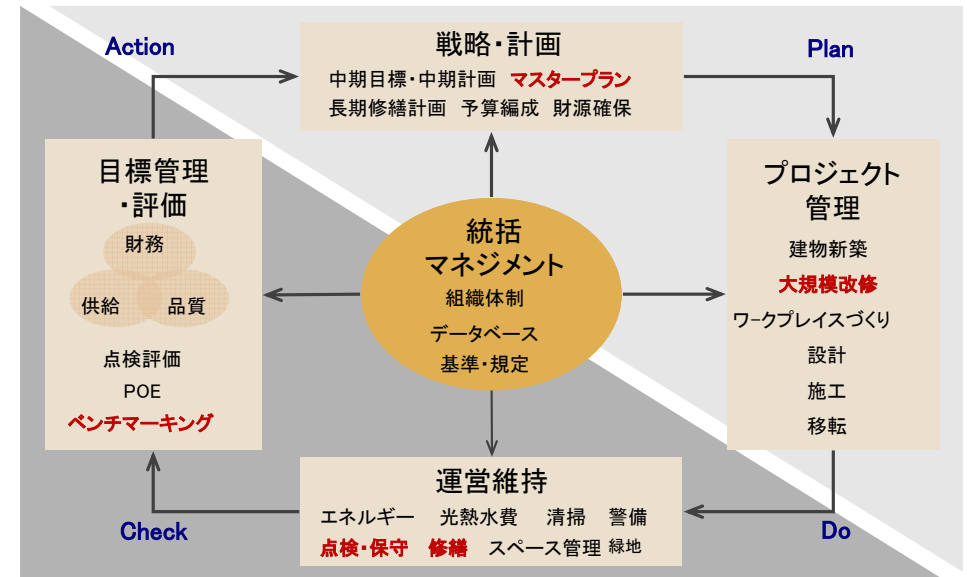 Action
戦略・計画
中期目標・中期計画 マスタープラン
長期修繕計画 予算編成 財源確保
Plan
目標管理
・評価
財務
供給 品質
点検評価
POE
ベンチマーキング
統括
マネジメント
組織体制
データベース
基準・規定
プロジェクト
管理
建物新築
大規模改修
ワークプレイスづくり
設計
施工
移転
Check
運営維持
エネルギー 光熱水費 清掃 警備
点検・保守 修繕 スペース管理 緑地
Do